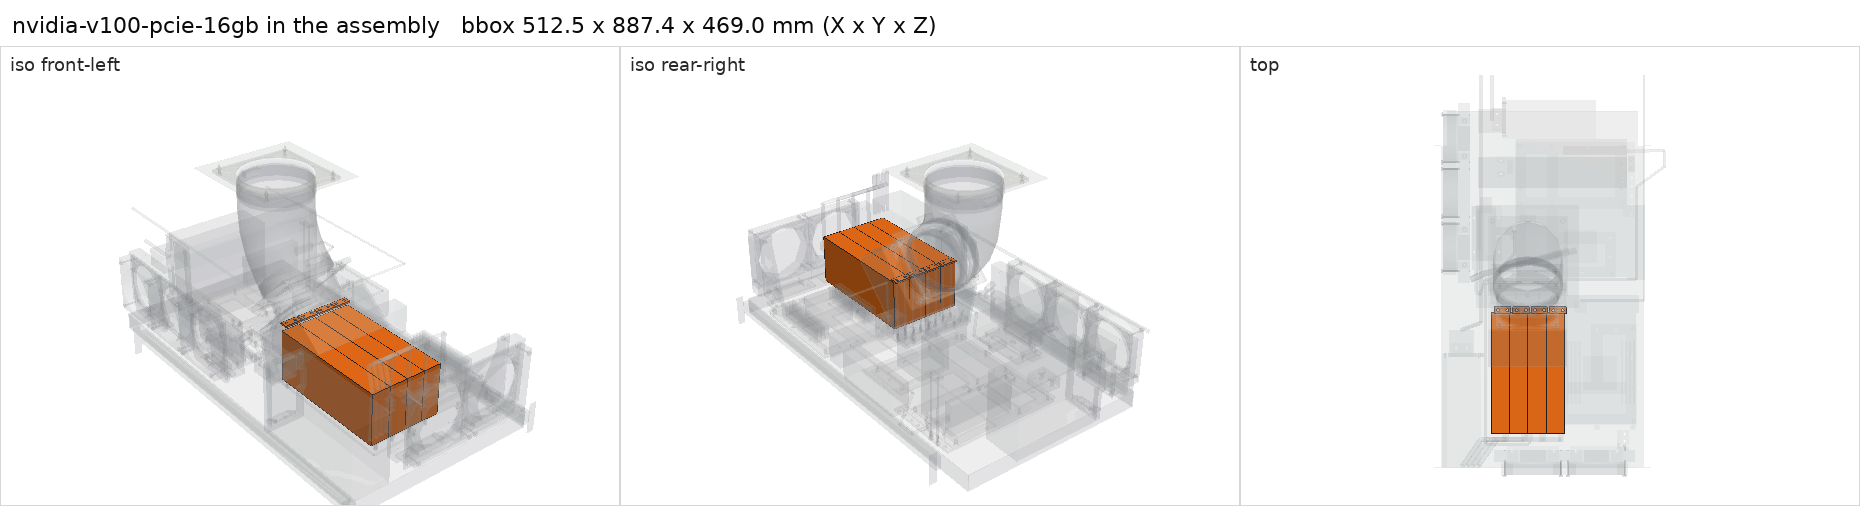 nvidia-v100-pcie-16gb in the assembly   bbox 512.5 x 887.4 x 469.0 mm (X x Y x Z)
iso front-left
iso rear-right
top